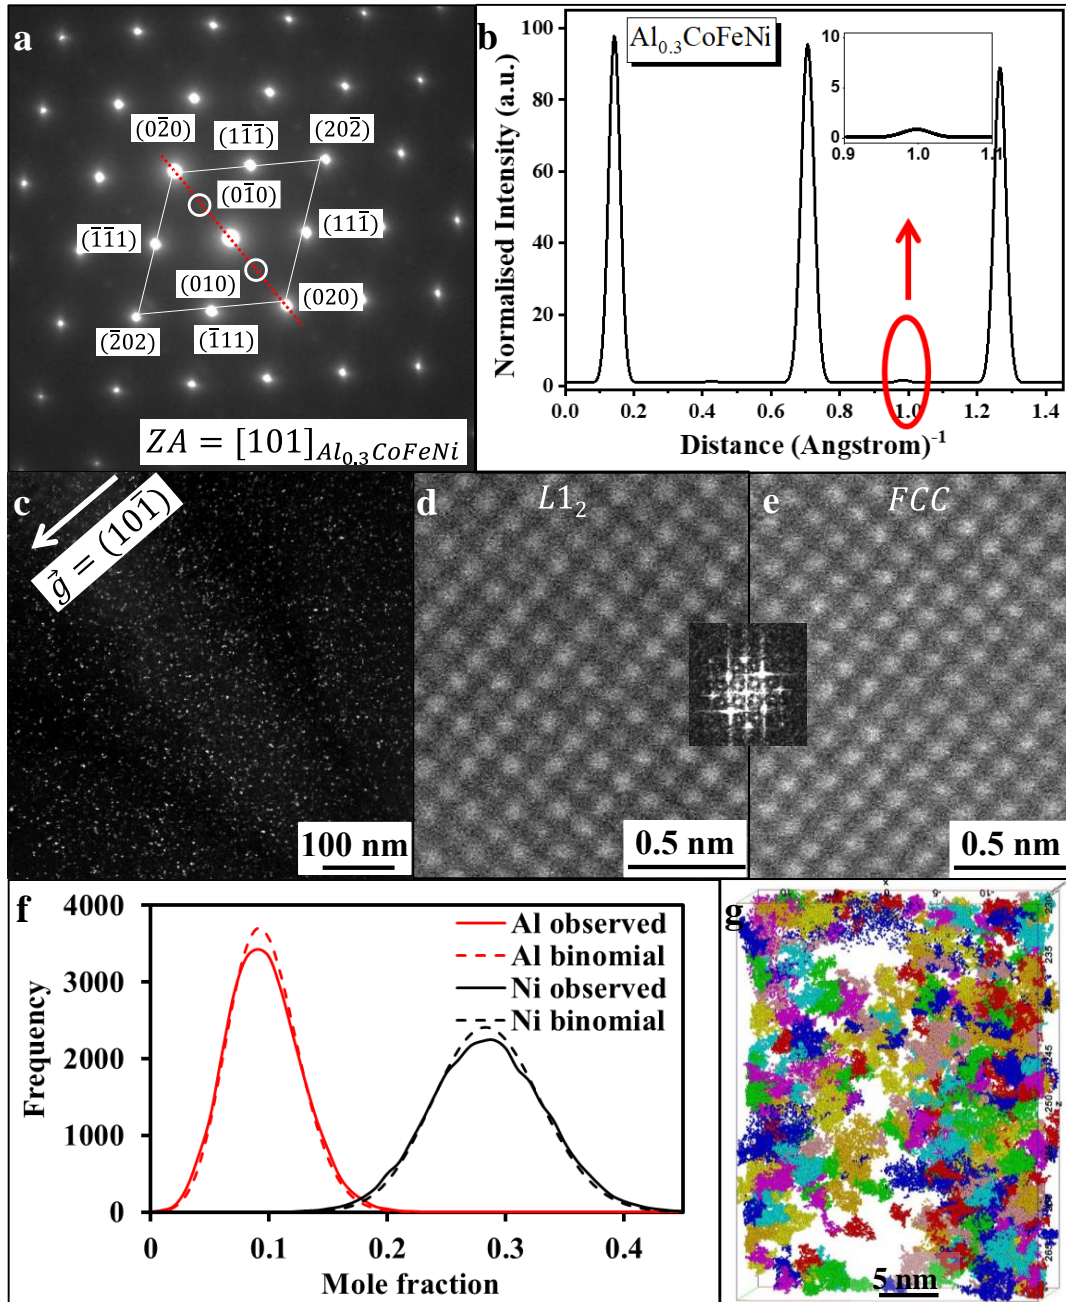 a
(02̅0)
(11̅1̅)
(202̅)
(01̅0)
(1̅1̅1)
(111̅)
(010)
(020)
(2̅02)
(1̅11)
ZA = [101]Al₀.₃CoFeNi
b
Al₀.₃CoFeNi
Normalised Intensity (a.u.)
100
80
60
40
20
0
0.0 0.2 0.4 0.6 0.8 1.0 1.2 1.4
Distance (Angstrom)⁻¹
10
5
0
0.9 1.0 1.1
c
g⃗ = (101̅)
100 nm
d
L1₂
0.5 nm
e
FCC
0.5 nm
f
4000
3000
2000
1000
0
Frequency
Al observed
Al binomial
Ni observed
Ni binomial
0 0.1 0.2 0.3 0.4
Mole fraction
g
X
230
235
245
250
Z
265
5 nm